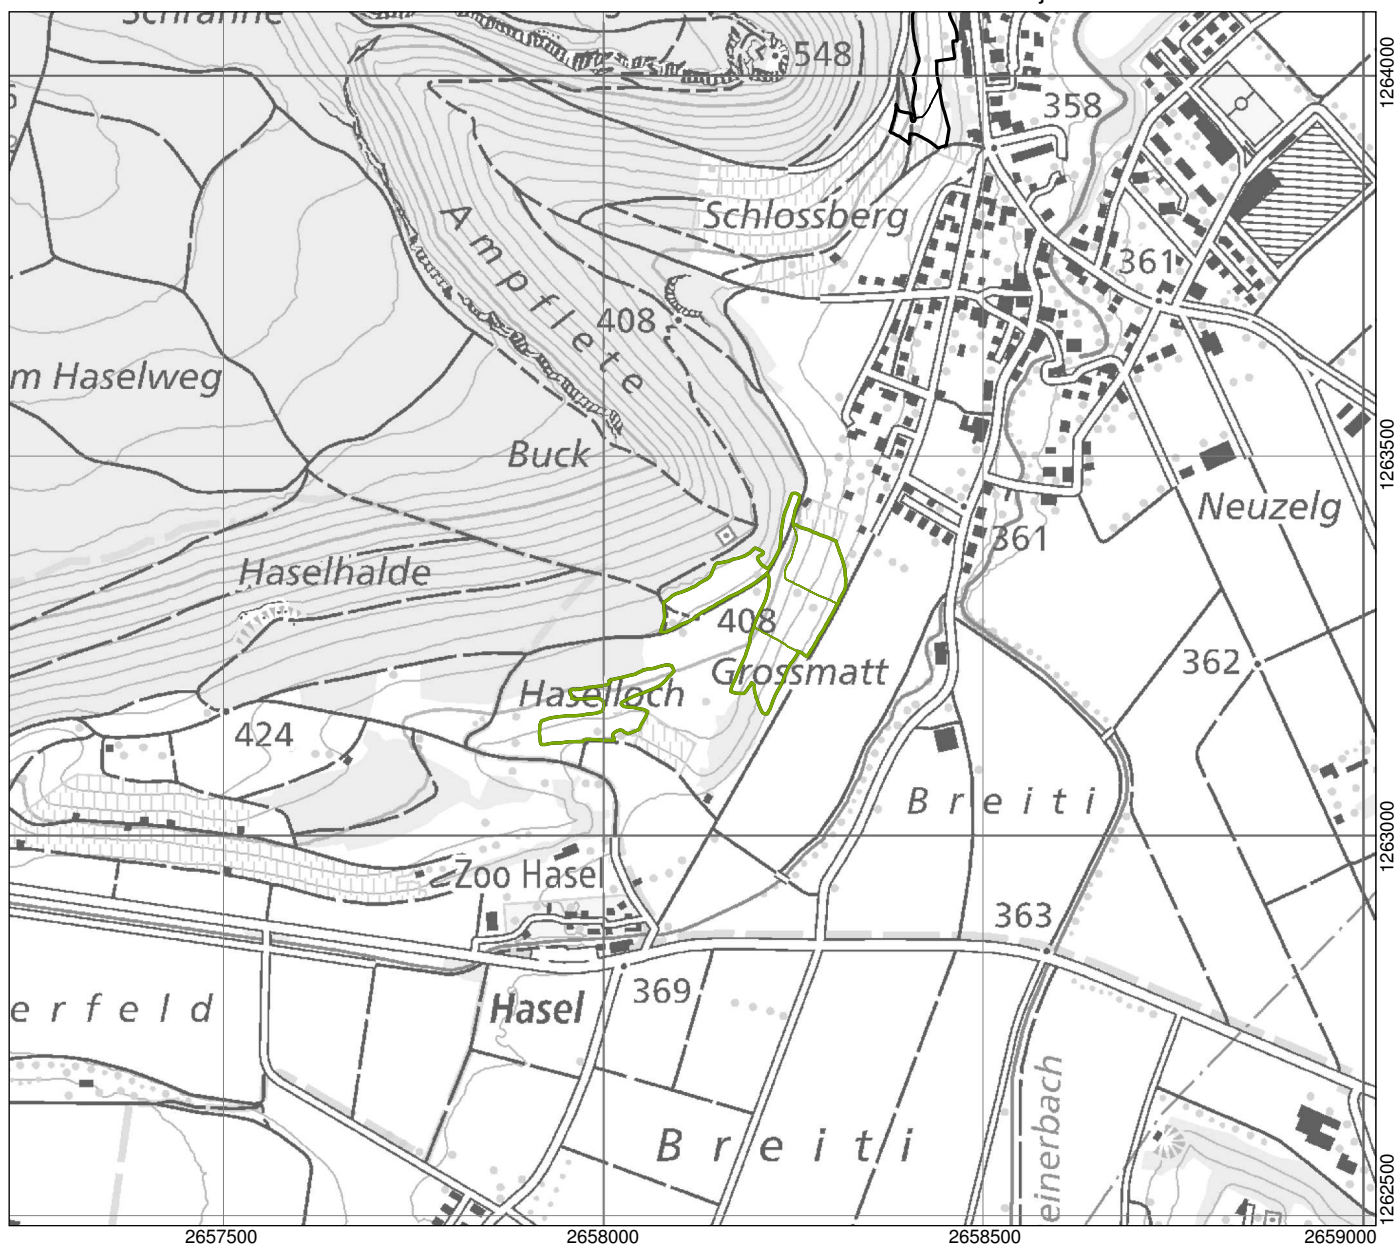 548
1264000
358
Schlossberg
Ampflete
361
408
m Haselweg
Buck
1263500
Neuzelg
361
Haselhalde
408
362
Grossmatt
Haselloch
424
Breiti
1263000
Zoo Hasel
363
369
Hasel
erfeld
einerbach
Breiti
1262500
2657500
2658000
2658500
2659000